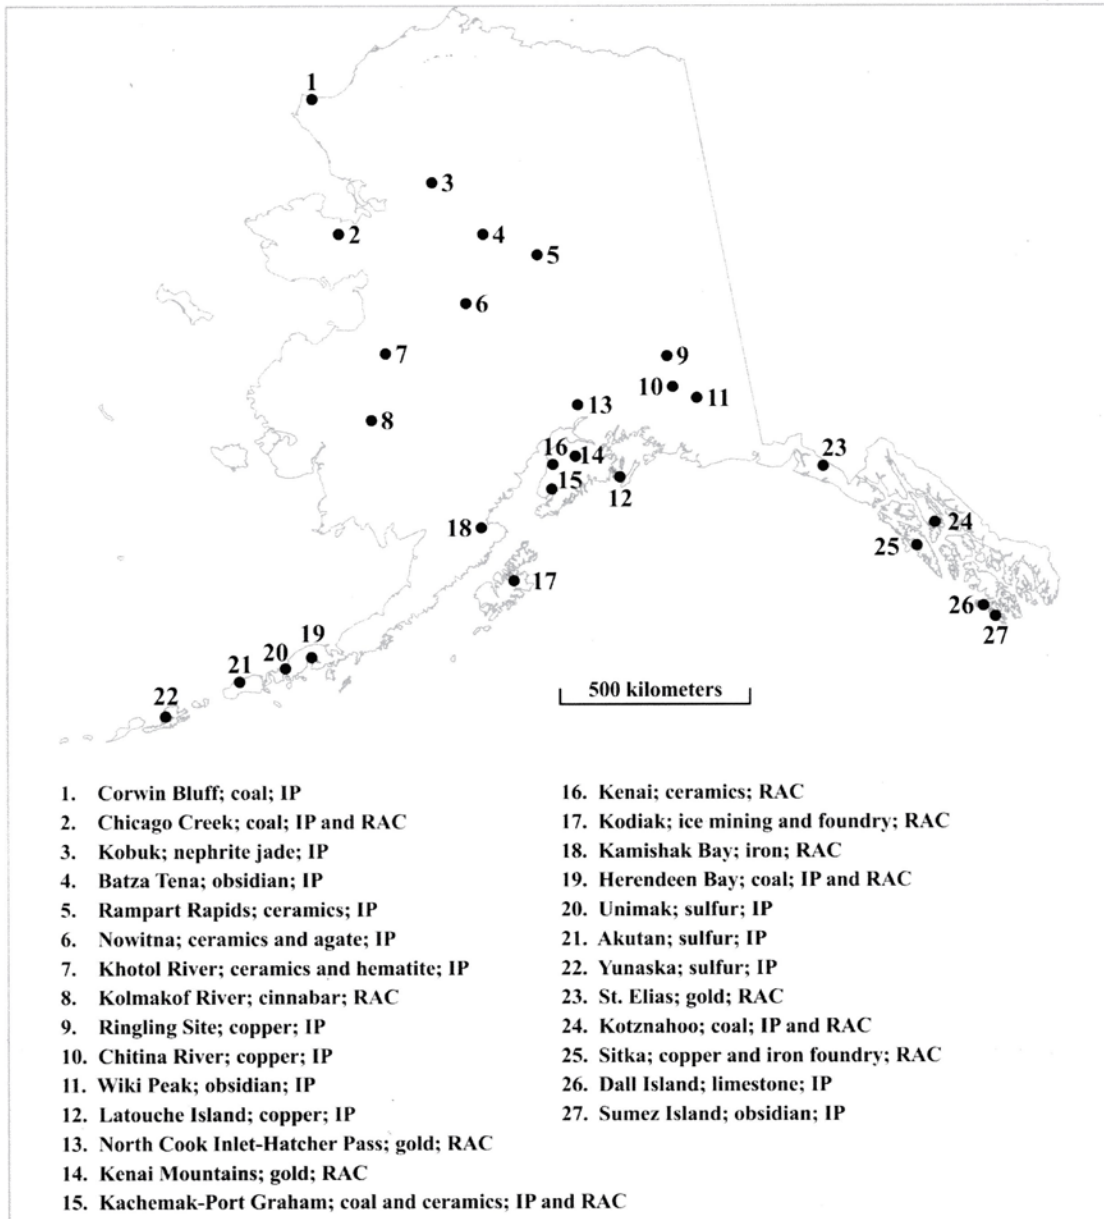 1
3
2
4
5
6
7
9
10
11
8
13
16
14
15
12
23
18
24
25
17
26
27
19
20
21
22
500 kilometers
1. Corwin Bluff; coal; IP
2. Chicago Creek; coal; IP and RAC
3. Kobuk; nephrite jade; IP
4. Batza Tena; obsidian; IP
5. Rampart Rapids; ceramics; IP
6. Nowitna; ceramics and agate; IP
7. Khotol River; ceramics and hematite; IP
8. Kolmakof River; cinnabar; RAC
9. Ringling Site; copper; IP
10. Chitina River; copper; IP
11. Wiki Peak; obsidian; IP
12. Latouche Island; copper; IP
13. North Cook Inlet-Hatcher Pass; gold; RAC
14. Kenai Mountains; gold; RAC
15. Kachemak-Port Graham; coal and ceramics; IP and RAC
16. Kenai; ceramics; RAC
17. Kodiak; ice mining and foundry; RAC
18. Kamishak Bay; iron; RAC
19. Herendeen Bay; coal; IP and RAC
20. Unimak; sulfur; IP
21. Akutan; sulfur; IP
22. Yunaska; sulfur; IP
23. St. Elias; gold; RAC
24. Kotznahoo; coal; IP and RAC
25. Sitka; copper and iron foundry; RAC
26. Dall Island; limestone; IP
27. Sumez Island; obsidian; IP